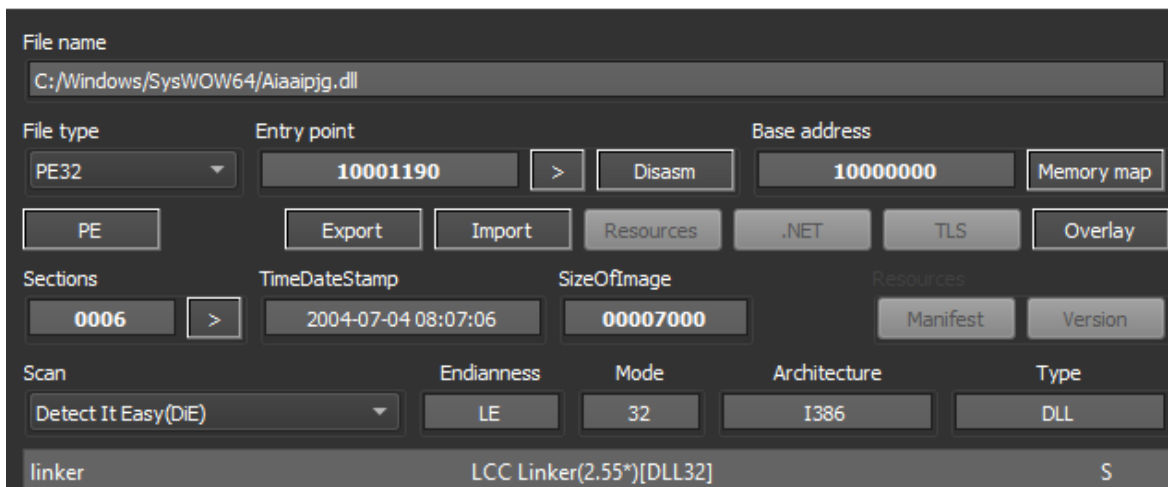 File name
C:/Windows/SysWOW64/Aiaaipjg.dll
File type Entry point Base address
PE32 10001190 > Disasm 10000000 Memory map
PE Export Import Resources .NET TLS Overlay
Sections TimeDateStamp SizeOfImage Resources
0006 > 2004-07-04 08:07:06 00007000 Manifest Version
Scan Endianness Mode Architecture Type
Detect It Easy(DiE) LE 32 I386 DLL
linker LCC Linker(2.55*)[DLL32] S